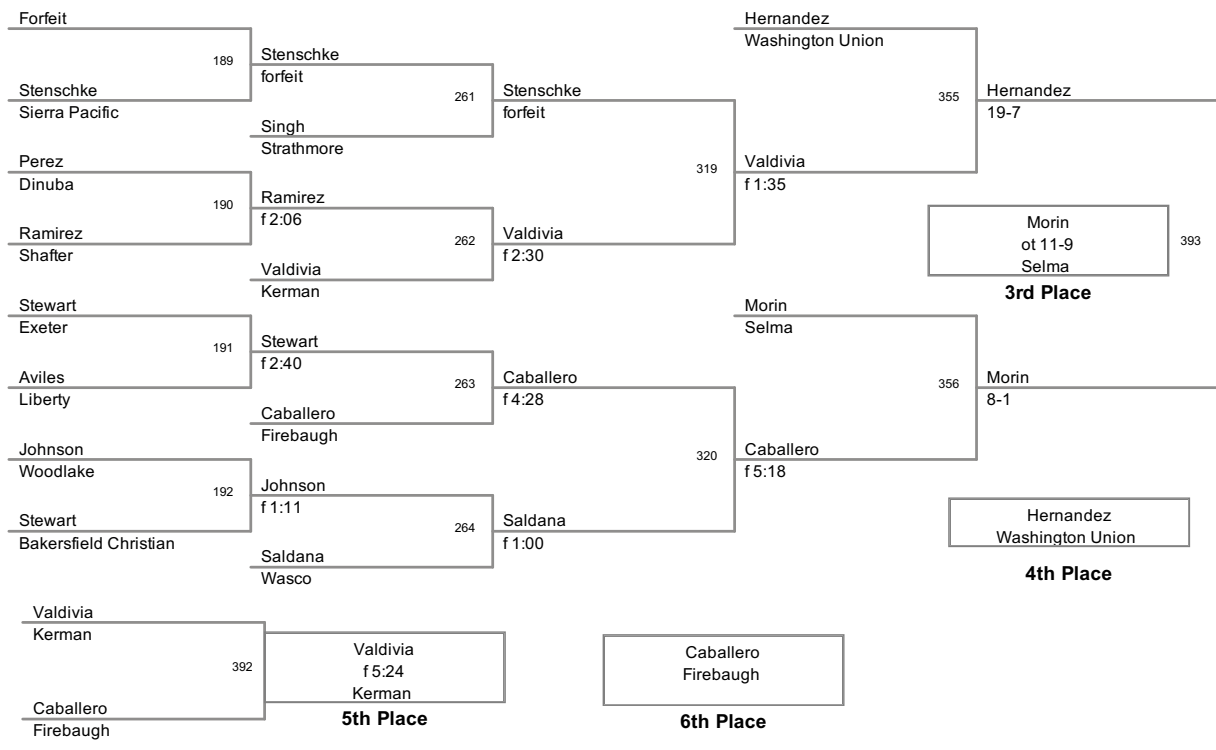 Forfeit
189
Stenschke
Sierra Pacific
Perez
Dinuba
190
Ramirez
Shafter
Stewart
Exeter
191
Aviles
Liberty
Johnson
Woodlake
192
Stewart
Bakersfield Christian
Stenschke
forfeit
261
Singh
Strathmore
Ramirez
f 2:06
262
Valdivia
Kerman
Stewart
f 2:40
263
Caballero
Firebaugh
Johnson
f 1:11
264
Saldana
Wasco
Stenschke
forfeit
319
Valdivia
f 2:30
Caballero
f 4:28
320
Saldana
f 1:00
Hernandez
Washington Union
355
Valdivia
f 1:35
Morin
Selma
356
Caballero
f 5:18
Hernandez
19-7
Morin
ot 11-9
Selma
393
3rd Place
Morin
8-1
Hernandez
Washington Union
4th Place
Valdivia
Kerman
392
Caballero
Firebaugh
Valdivia
f 5:24
Kerman
5th Place
Caballero
Firebaugh
6th Place